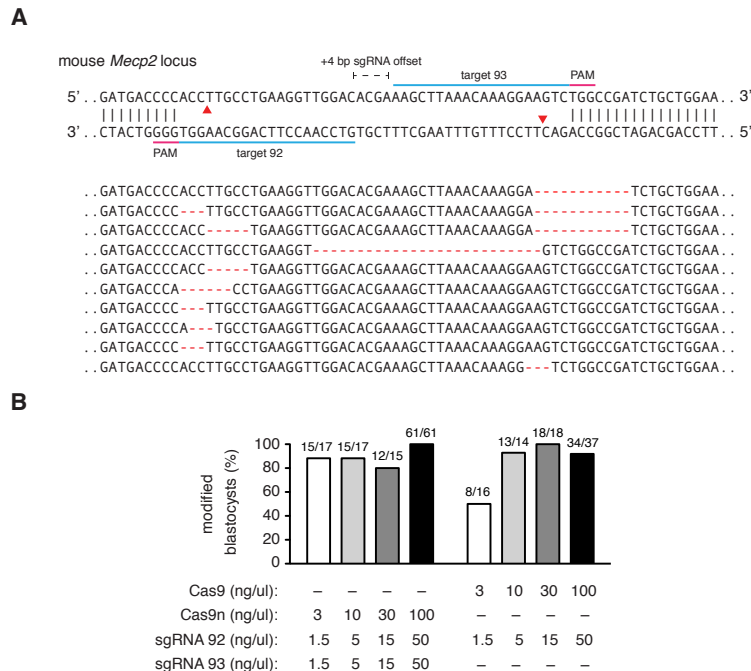 A
mouse Mecp2 locus
+4 bp sgRNA offset
target 93
PAM
5’ ..GATGACCCCACCTTGCCTGAAGGTTGGACACGAAAGCTTAAACAAAGGAAGTCTGGCCGATCTGCTGGAA.. 3’
3’ ..CTACTGGGGTGGAACGGACTTCCAACCTGTGCTTTCGAATTTGTTTCCTTCAGACCGGCTAGACGACCTT.. 5’
PAM
target 92
..GATGACCCCACCTTGCCTGAAGGTTGGACACGAAAGCTTAAACAAAGGA-----------TCTGCTGGAA..
..GATGACCCC---TTGCCTGAAGGTTGGACACGAAAGCTTAAACAAAGGA-----------TCTGCTGGAA..
..GATGACCCCACC-----TGAAGGTTGGACACGAAAGCTTAAACAAAGGA-----------TCTGCTGGAA..
..GATGACCCCACCTTGCCTGAAGGT--------------------------GTCTGGCCGATCTGCTGGAA..
..GATGACCCCACC-----TGAAGGTTGGACACGAAAGCTTAAACAAAGGAAGTCTGGCCGATCTGCTGGAA..
..GATGACCCA------CCTGAAGGTTGGACACGAAAGCTTAAACAAAGGAAGTCTGGCCGATCTGCTGGAA..
..GATGACCCC---TTGCCTGAAGGTTGGACACGAAAGCTTAAACAAAGGAAGTCTGGCCGATCTGCTGGAA..
..GATGACCCCA---TGCCTGAAGGTTGGACACGAAAGCTTAAACAAAGGAAGTCTGGCCGATCTGCTGGAA..
..GATGACCCC---TTGCCTGAAGGTTGGACACGAAAGCTTAAACAAAGGAAGTCTGGCCGATCTGCTGGAA..
..GATGACCCCACCTTGCCTGAAGGTTGGACACGAAAGCTTAAACAAAGG---TCTGGCCGATCTGCTGGAA..
B
modified
blastocysts (%)
100
80
60
40
20
0
15/17 15/17 12/15 61/61 8/16 13/14 18/18 34/37
Cas9 (ng/ul): – – – – 3 10 30 100
Cas9n (ng/ul): 3 10 30 100 – – – –
sgRNA 92 (ng/ul): 1.5 5 15 50 1.5 5 15 50
sgRNA 93 (ng/ul): 1.5 5 15 50 – – – –